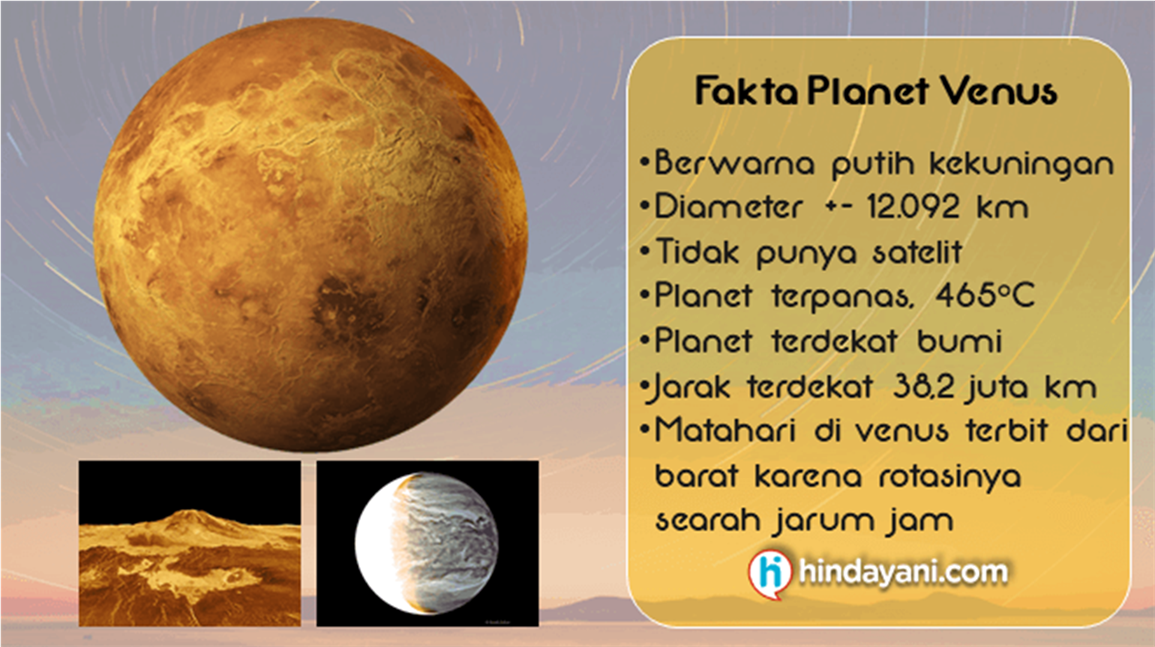 Fakta Planet Venus
•Berwarna putih kekuningan
•Diameter +- 12.092 km
•Tidak punya satelit
•Planet terpanas, 465°C
•Planet terdekat bumi
•Jarak terdekat 38,2 juta km
•Matahari di venus terbit dari
barat karena rotasinya
searah jarum jam
hi hindayani.com